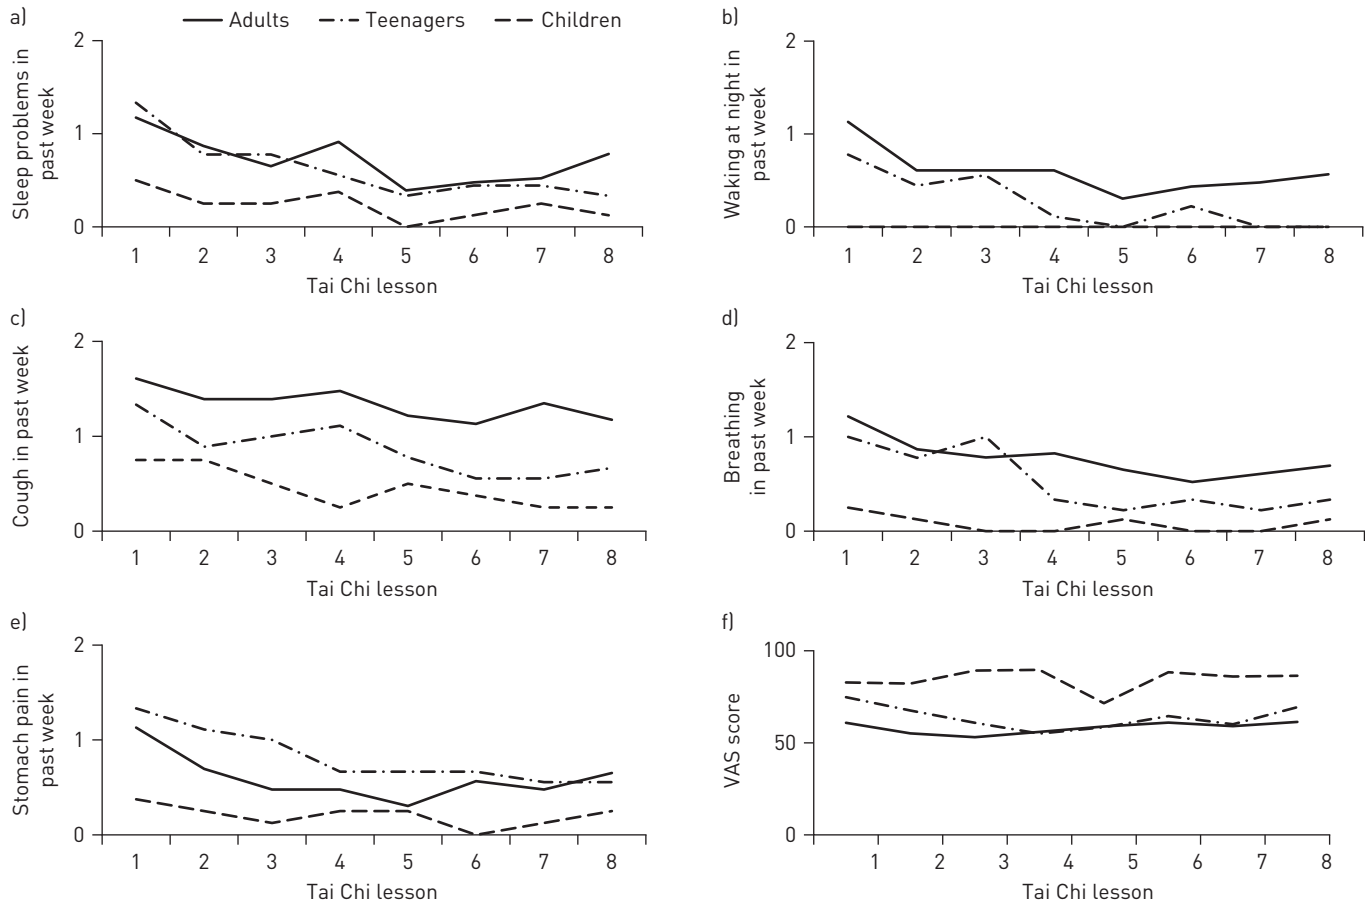 a)
Adults Teenagers Children
Sleep problems in
past week
2
1
0
1 2 3 4 5 6 7 8
Tai Chi lesson
b)
Waking at night in
past week
2
1
0
1 2 3 4 5 6 7 8
Tai Chi lesson
c)
Cough in past week
2
1
0
1 2 3 4 5 6 7 8
Tai Chi lesson
d)
Breathing
in past week
2
1
0
1 2 3 4 5 6 7 8
Tai Chi lesson
e)
Stomach pain in
past week
2
1
0
1 2 3 4 5 6 7 8
Tai Chi lesson
f)
VAS score
100
50
0
1 2 3 4 5 6 7 8
Tai Chi lesson